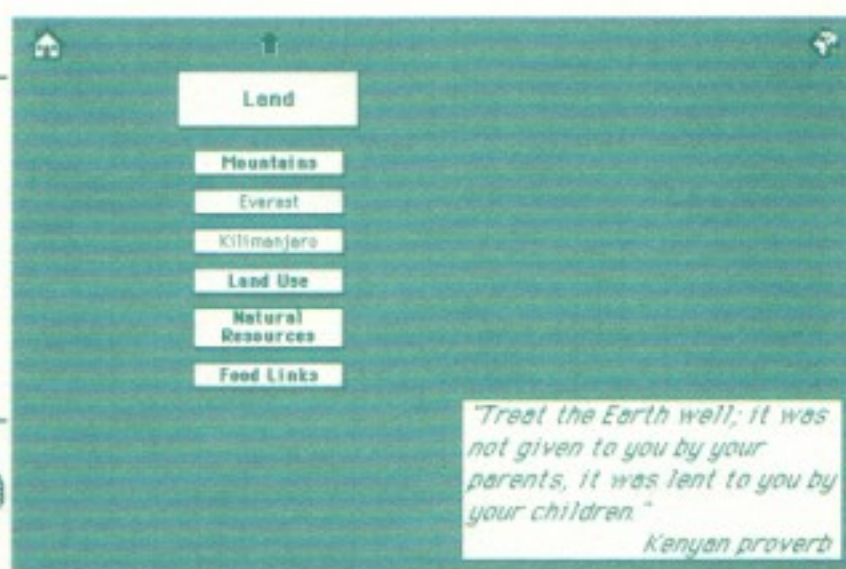 Land
Mountains
Everest
Kilimanjaro
Land Use
Natural
Resources
Food Links
"Treat the Earth well; it was
not given to you by your
parents, it was lent to you by
your children."
Kenyan proverb